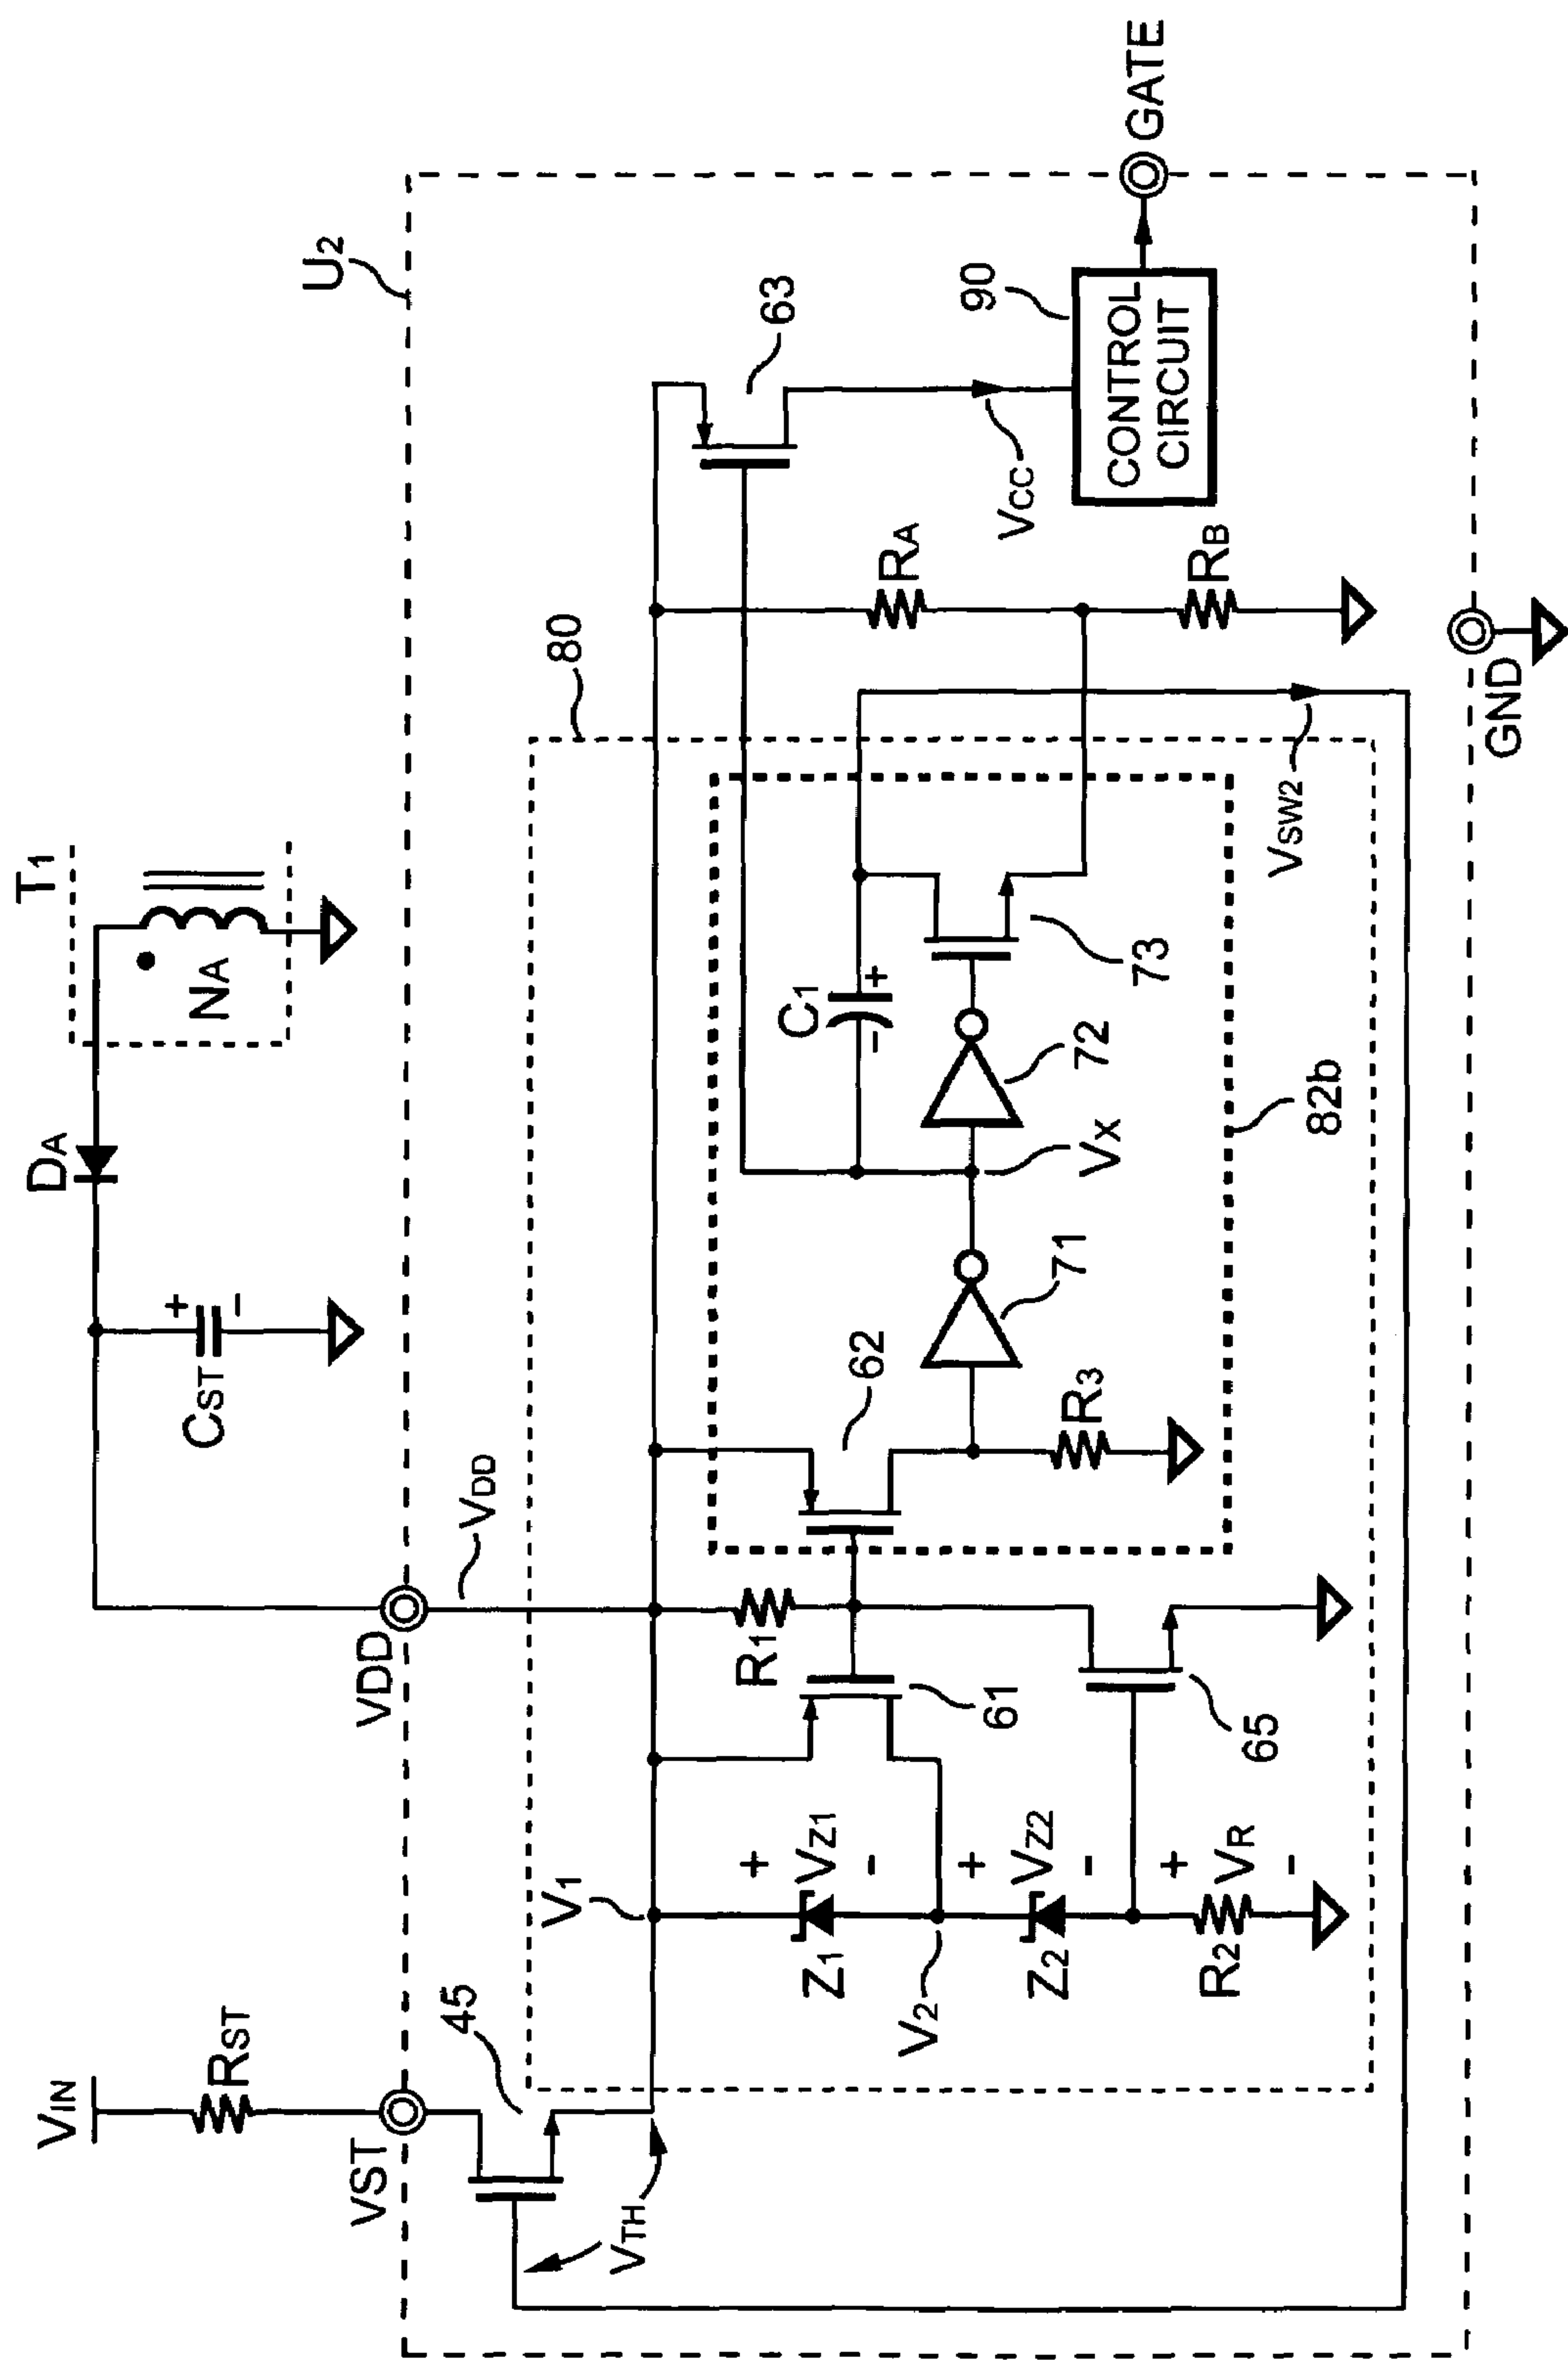 VIN
RST
VST
45
VTH
V1
VDD
VDD
CST
+
-
DA
T1
NA
U2
80
+
VZ1
-
Z1
V2
+
VZ2
-
Z2
+
VR
-
R2
R1
61
65
62
R3
71
C1
-
+
72
VX
73
82b
VSW2
RA
RB
63
VCC
90
CONTROL
CIRCUIT
GATE
GND